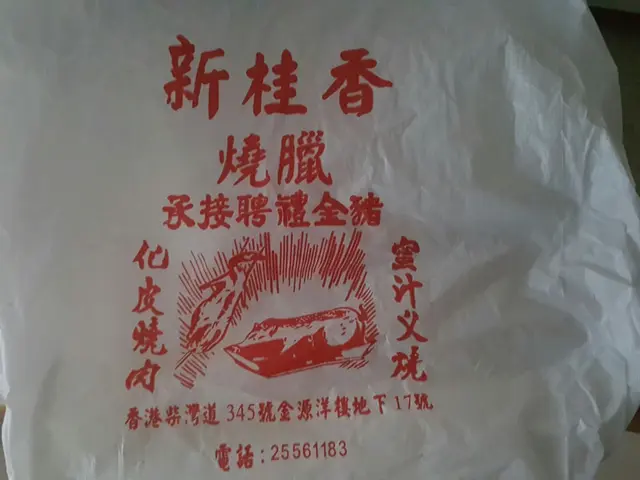 新桂香
燒臘
承接聘禮金豬
化皮燒肉
蜜汁义燒
香港柴灣道 345號金源洋樓地下 17號
電話: 25561183